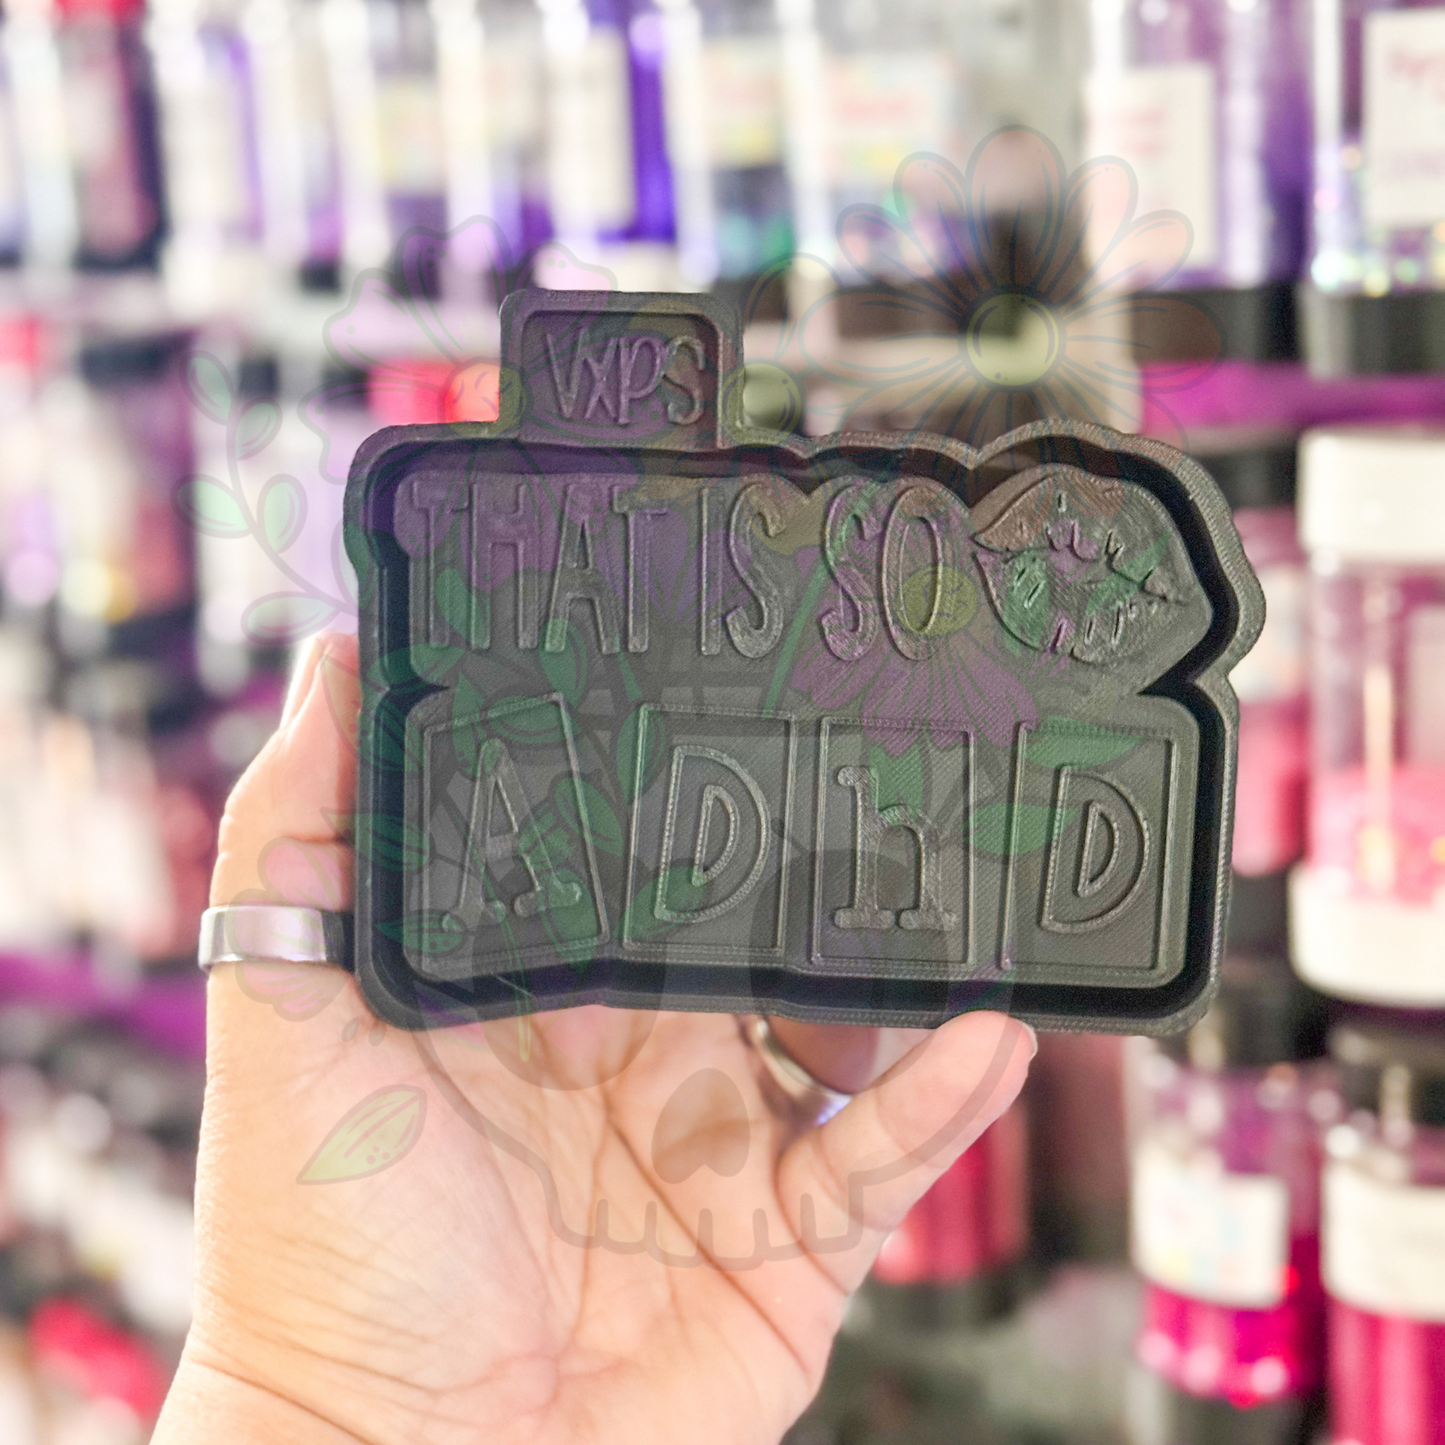 VxPS
THAT IS SO
ADhD